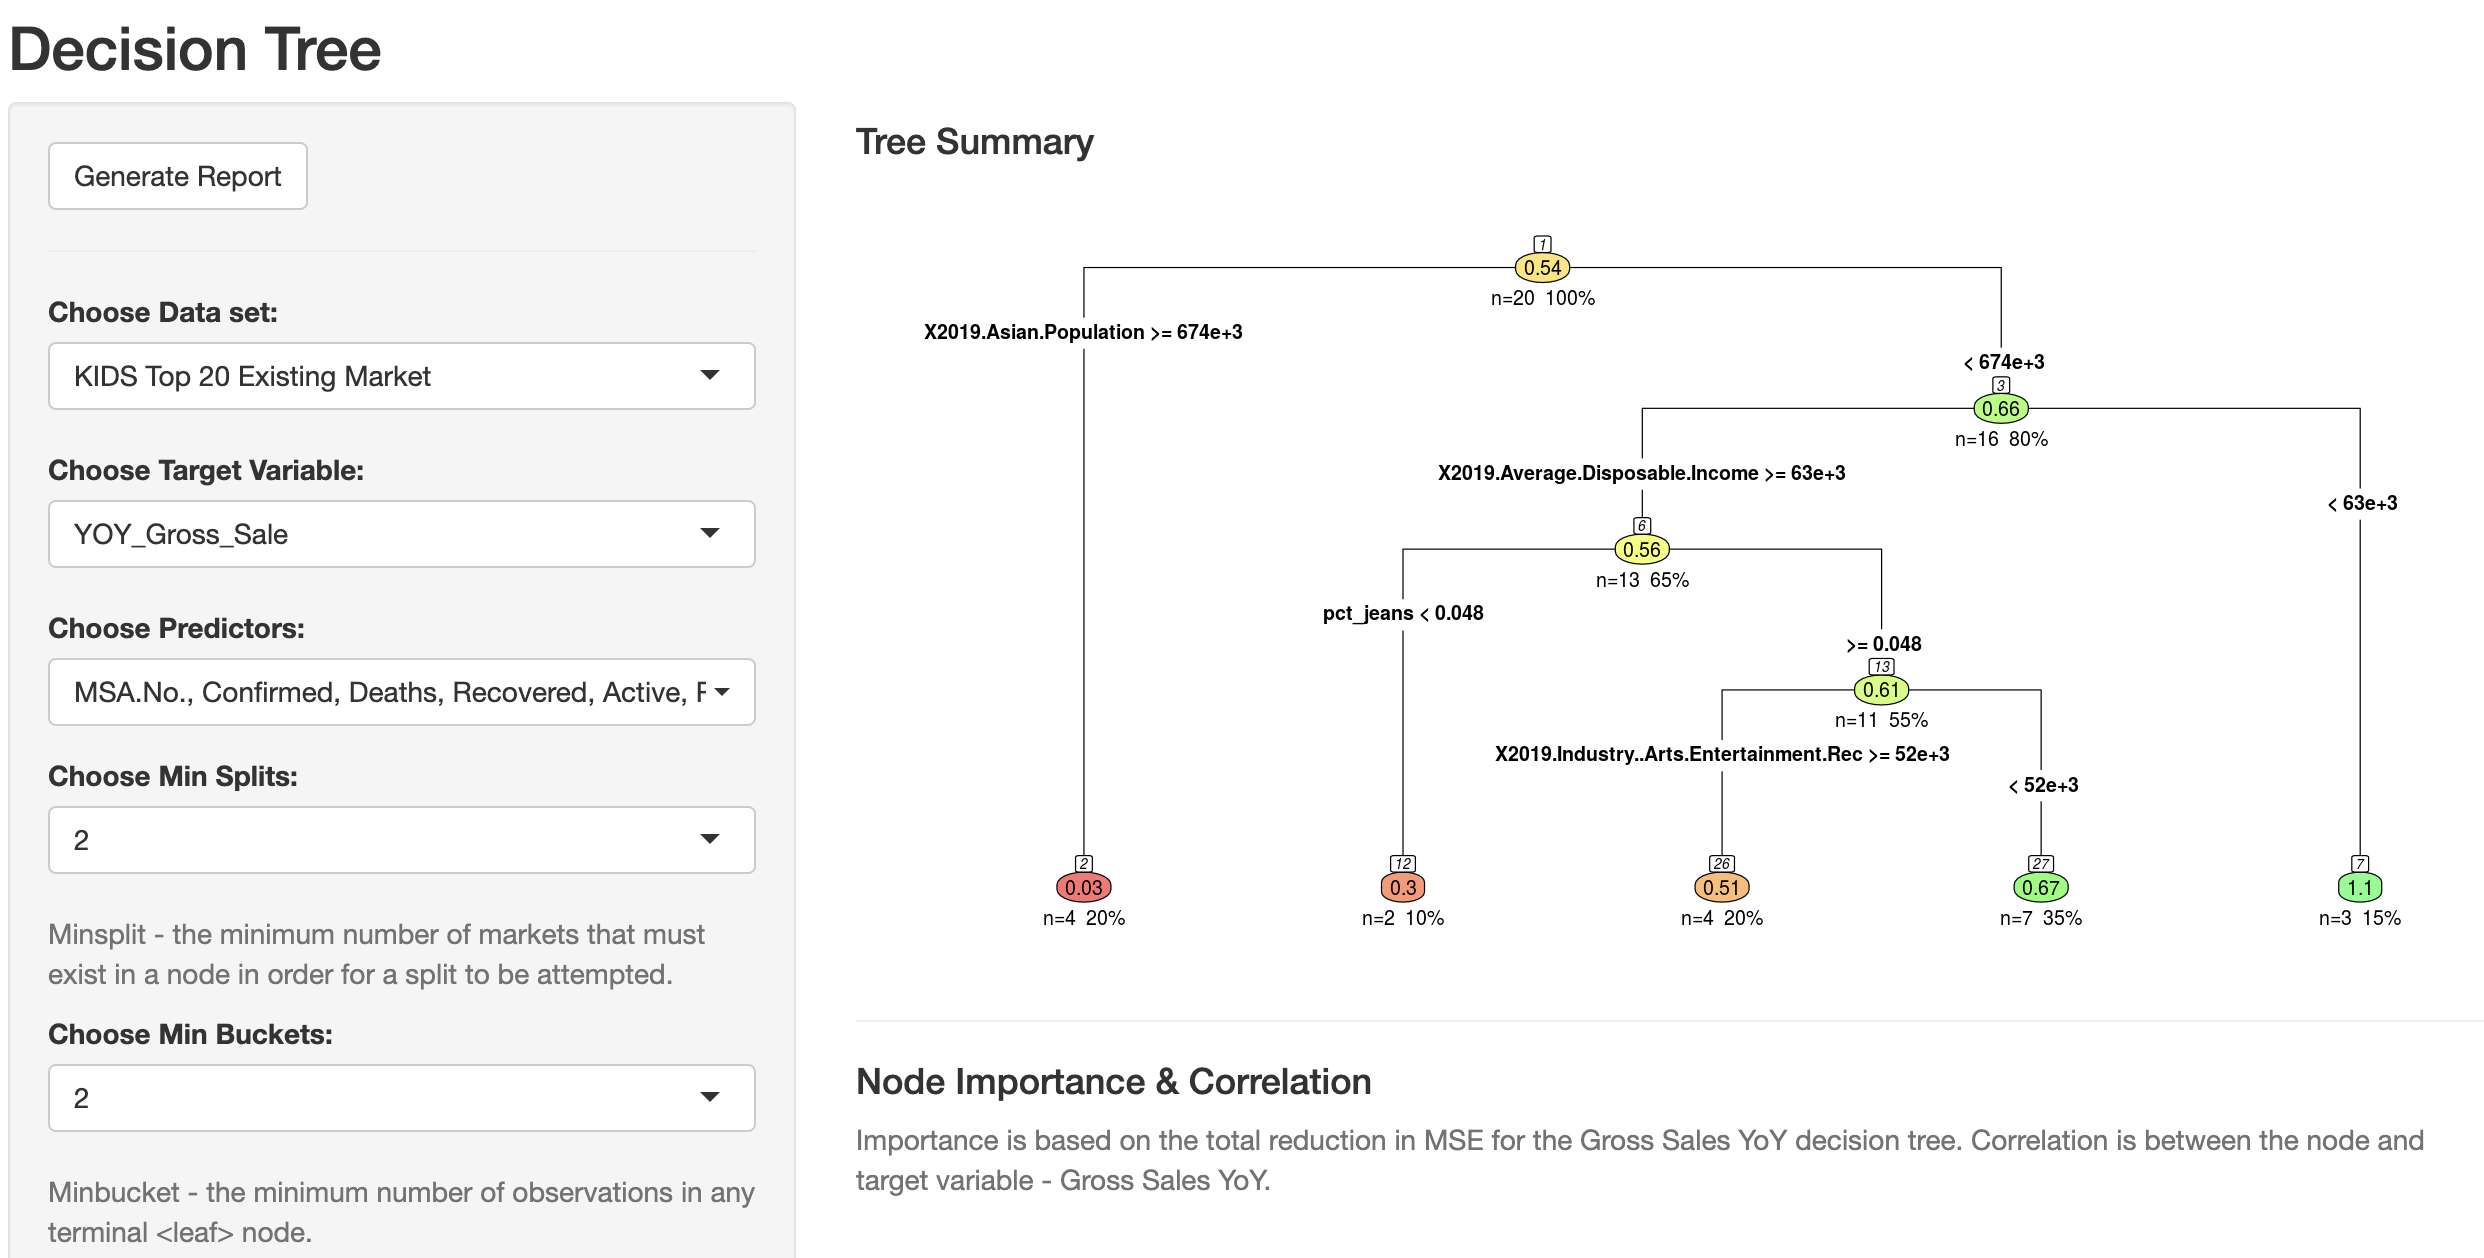 Decision Tree
Generate Report
Choose Data set:
KIDS Top 20 Existing Market
Choose Target Variable:
YOY_Gross_Sale
Choose Predictors:
MSA.No., Confirmed, Deaths, Recovered, Active, F
Choose Min Splits:
2
Minsplit - the minimum number of markets that must
exist in a node in order for a split to be attempted.
Choose Min Buckets:
2
Minbucket - the minimum number of observations in any
terminal <leaf> node.
Tree Summary
1
0.54
n=20 100%
X2019.Asian.Population >= 674e+3
< 674e+3
3
0.66
n=16 80%
X2019.Average.Disposable.Income >= 63e+3
< 63e+3
6
0.56
n=13 65%
pct_jeans < 0.048
>= 0.048
13
0.61
n=11 55%
X2019.Industry..Arts.Entertainment.Rec >= 52e+3
< 52e+3
2
0.03
n=4 20%
12
0.3
n=2 10%
26
0.51
n=4 20%
27
0.67
n=7 35%
7
1.1
n=3 15%
Node Importance & Correlation
Importance is based on the total reduction in MSE for the Gross Sales YoY decision tree. Correlation is between the node and
target variable - Gross Sales YoY.